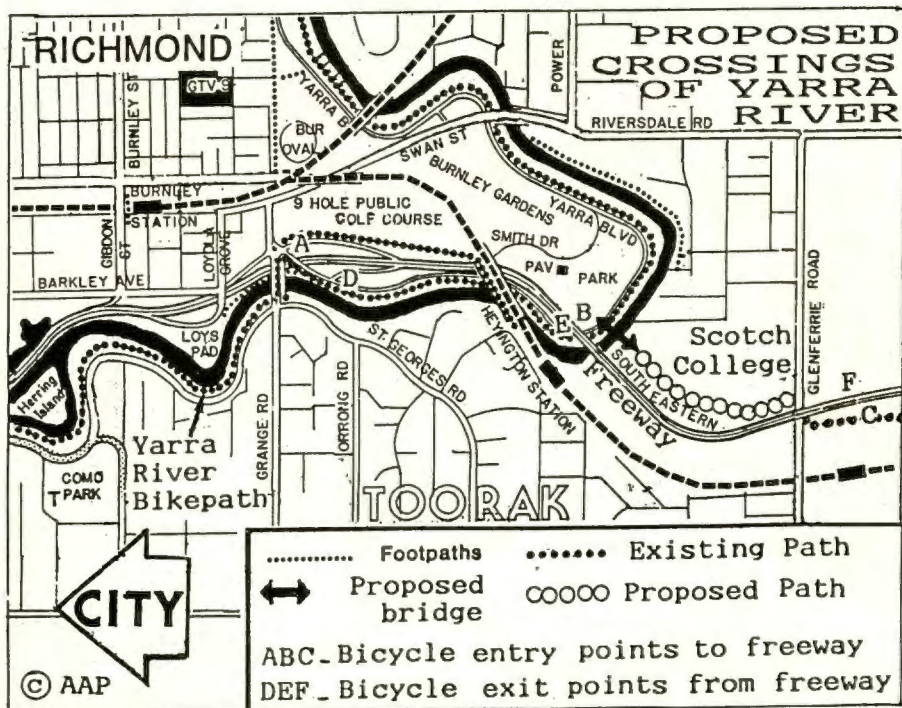 RICHMOND
PROPOSED
CROSSINGS
OF YARRA
RIVER
BURNLEY ST
GTV 9
YARRA B
BUR
OVAL
POWER
SWAN ST
RIVERSDALE RD
BURNLEY
STATION
9 HOLE PUBLIC
GOLF COURSE
BURNLEY
GARDENS
YARRA BLVD
SMITH DR
PAV
PARK
GIBDON
ST
LOYOLA
GROVE
BARKLEY AVE
A
D
E
B
LOYS
PAD
Herring
Island
ST. GEORGES RD
HEYINGTON STATION
SOUTH
EASTERN
Freeway
Scotch
College
GLENFERRIE ROAD
F
C
Yarra
River
Bikepath
GRANGE RD
ORRONG RD
COMO
PARK
T
TOORAK
CITY
Footpaths
Existing Path
Proposed
bridge
Proposed Path
ABC-Bicycle entry points to freeway
DEF-Bicycle exit points from freeway
© AAP